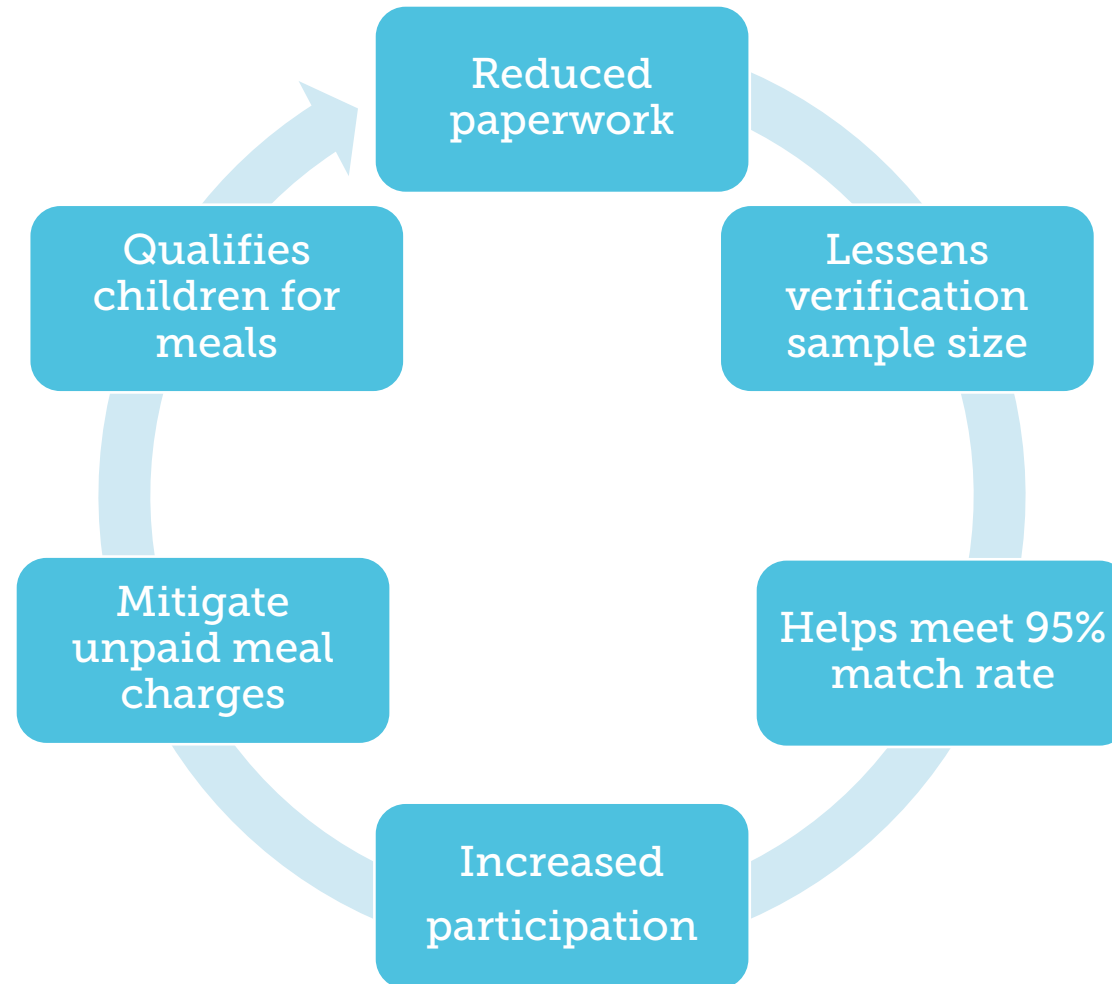 Reduced
paperwork
Lessens
verification
sample size
Helps meet 95%
match rate
Increased
participation
Mitigate
unpaid meal
charges
Qualifies
children for
meals